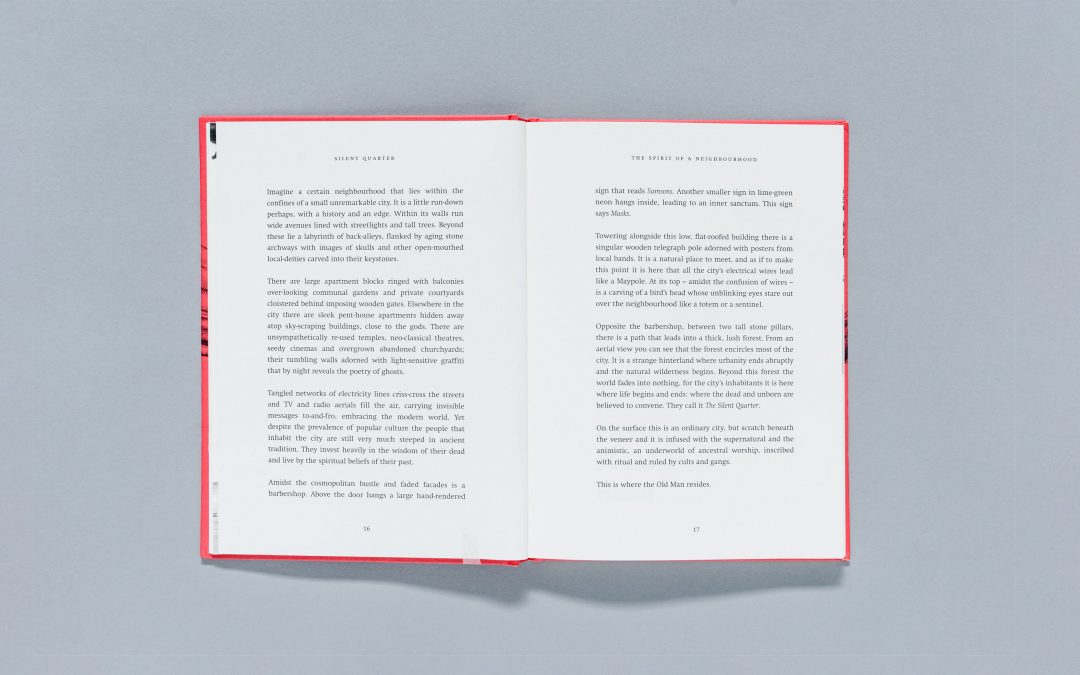 SILENT QUARTER
Imagine a certain neighbourhood that lies within the
confines of a small unremarkable city. It is a little run-down
perhaps, with a history and an edge. Within its walls run
wide avenues lined with streetlights and tall trees. Beyond
these lie a labyrinth of back-alleys, flanked by aging stone
archways with images of skulls and other open-mouthed
local-deities carved into their keystones.
There are large apartment blocks ringed with balconies
over-looking communal gardens and private courtyards
cloistered behind imposing wooden gates. Elsewhere in the
city there are sleek pent-house apartments hidden away
atop sky-scraping buildings, close to the gods. There are
unsympathetically re-used temples, neo-classical theatres,
seedy cinemas and overgrown abandoned churchyards;
their tumbling walls adorned with light-sensitive graffiti
that by night reveals the poetry of ghosts.
Tangled networks of electricity lines criss-cross the streets
and TV and radio aerials fill the air, carrying invisible
messages to-and-fro, embracing the modern world. Yet
despite the prevalence of popular culture the people that
inhabit the city are still very much steeped in ancient
tradition. They invest heavily in the wisdom of their dead
and live by the spiritual beliefs of their past.
Amidst the cosmopolitan bustle and faded facades is a
barbershop. Above the door hangs a large hand-rendered
16
THE SPIRIT OF A NEIGHBOURHOOD
sign that reads Samsons. Another smaller sign in lime-green
neon hangs inside, leading to an inner sanctum. This sign
says Masks.
Towering alongside this low, flat-roofed building there is a
singular wooden telegraph pole adorned with posters from
local bands. It is a natural place to meet, and as if to make
this point it is here that all the city's electrical wires lead
like a Maypole. At its top – amidst the confusion of wires –
is a carving of a bird's head whose unblinking eyes stare out
over the neighbourhood like a totem or a sentinel.
Opposite the barbershop, between two tall stone pillars,
there is a path that leads into a thick, lush forest. From an
aerial view you can see that the forest encircles most of the
city. It is a strange hinterland where urbanity ends abruptly
and the natural wilderness begins. Beyond this forest the
world fades into nothing, for the city's inhabitants it is here
where life begins and ends: where the dead and unborn are
believed to convene. They call it The Silent Quarter.
On the surface this is an ordinary city, but scratch beneath
the veneer and it is infused with the supernatural and the
animistic, an underworld of ancestral worship, inscribed
with ritual and ruled by cults and gangs.
This is where the Old Man resides.
17